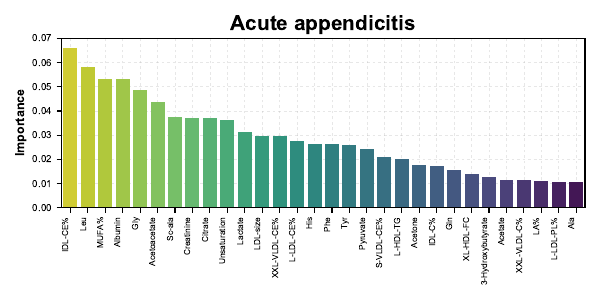 Acute appendicitis
Importance
0.07
0.06
0.05
0.04
0.03
0.02
0.01
0.00
IDL-CE%
Leu
MUFA%
Albumin
Gly
Acetoacetate
Sc-ala
Creatinine
Citrate
Unsaturation
Lactate
LDL-size
XXL-VLDL-CE%
L-LDL-CE%
His
Phe
Tyr
Pyruvate
S-VLDL-CE%
L-HDL-TG
Acetone
IDL-C%
Gln
XL-HDL-FC
3-Hydroxybutyrate
Acetate
XXL-VLDL-C%
LA%
L-LDL-PL%
Ala